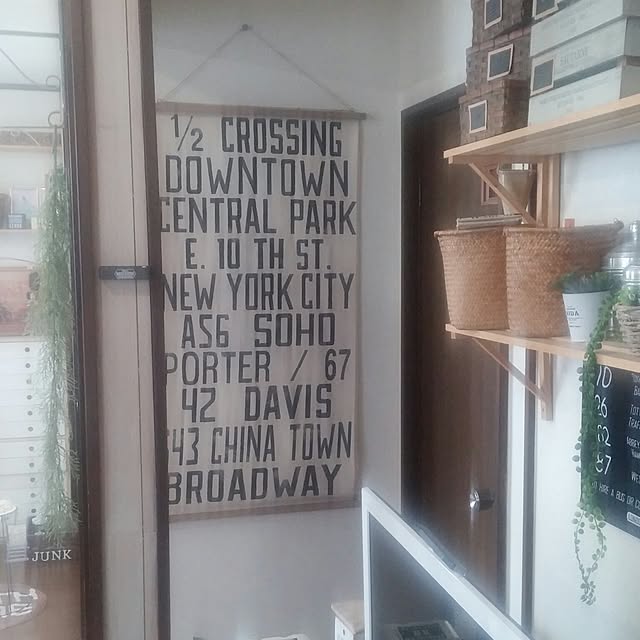 1/2 CROSSING
DOWNTOWN
CENTRAL PARK
E. 10 TH ST.
NEW YORK CITY
AS6 SOHO
PORTER / 67
42 DAVIS
43 CHINA TOWN
BROADWAY
JUNK